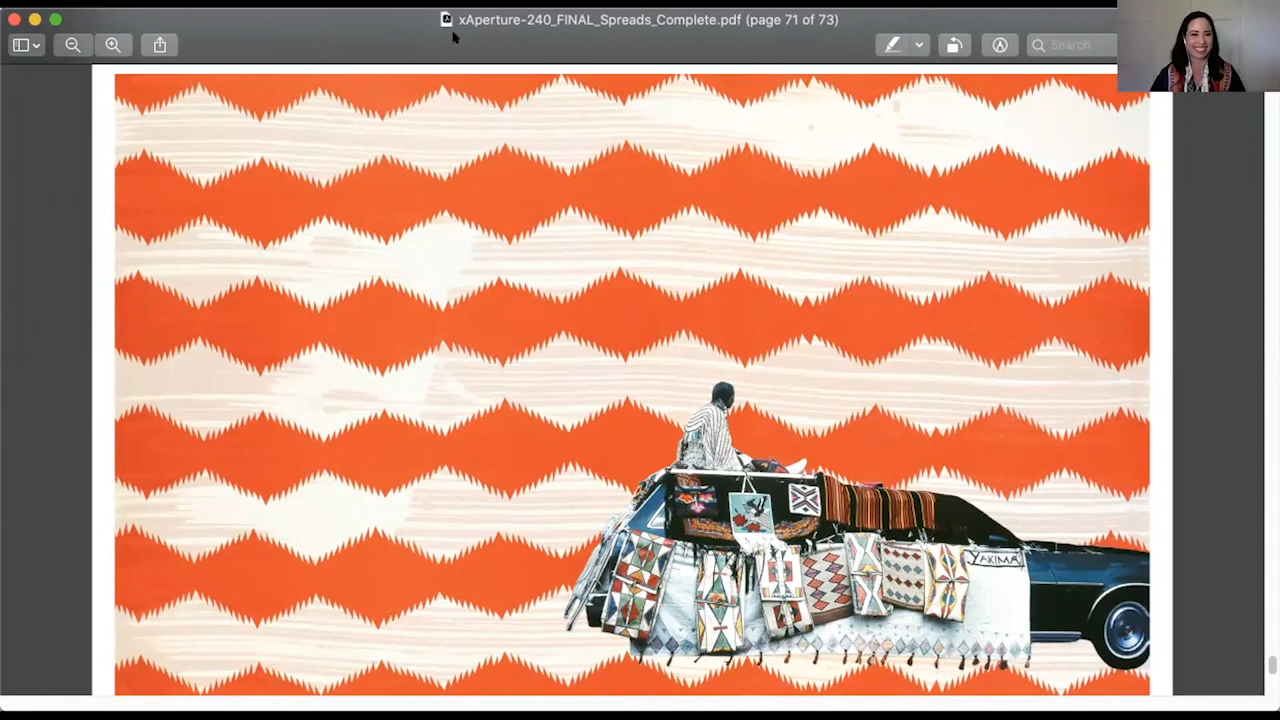 xAperture-240_FINAL_Spreads_Complete.pdf (page 71 of 73)
Search
YAKIMA